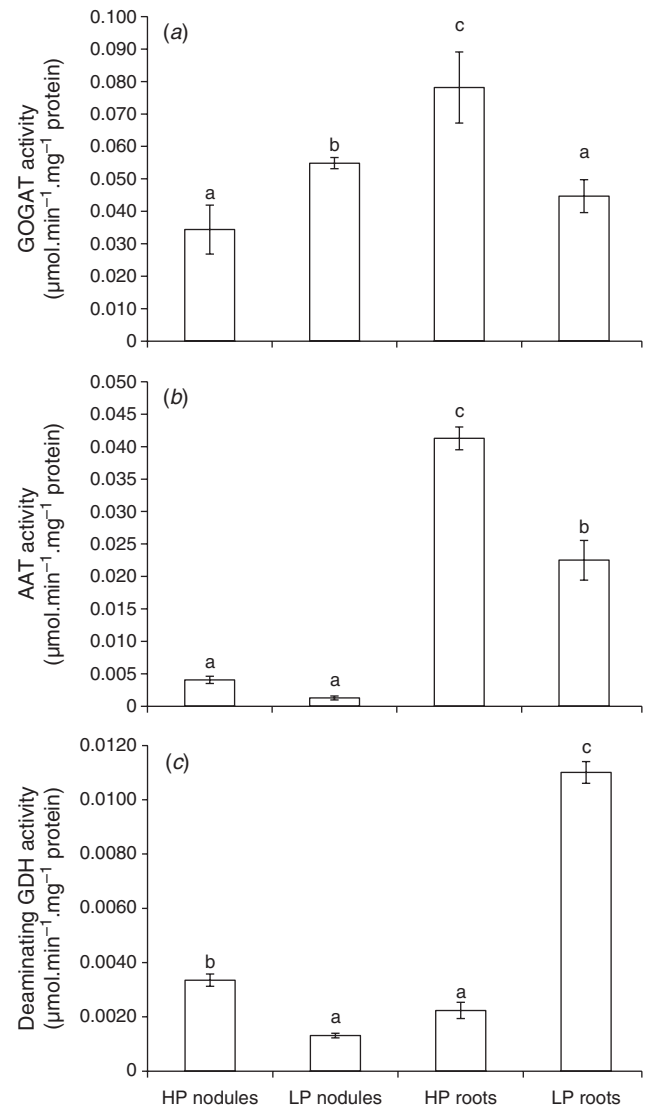 (a)
GOGAT activity
(µmol.min⁻¹.mg⁻¹ protein)
0.100
0.090
0.080
0.070
0.060
0.050
0.040
0.030
0.020
0.010
0
a
b
c
a
(b)
AAT activity
(µmol.min⁻¹.mg⁻¹ protein)
0.050
0.045
0.040
0.035
0.030
0.025
0.020
0.015
0.010
0.005
0
a
a
c
b
(c)
Deaminating GDH activity
(µmol.min⁻¹.mg⁻¹ protein)
0.0120
0.0100
0.0080
0.0060
0.0040
0.0020
0
b
a
a
c
HP nodules
LP nodules
HP roots
LP roots